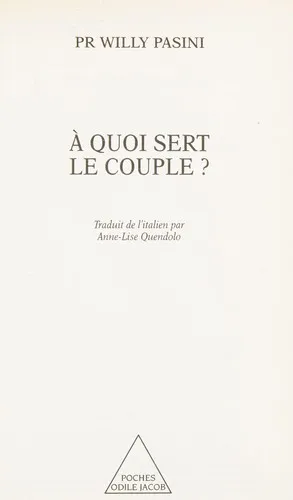 PR WILLY PASINI
À QUOI SERT
LE COUPLE ?
Traduit de l'italien par
Anne-Lise Quendolo
POCHES
ODILE JACOB